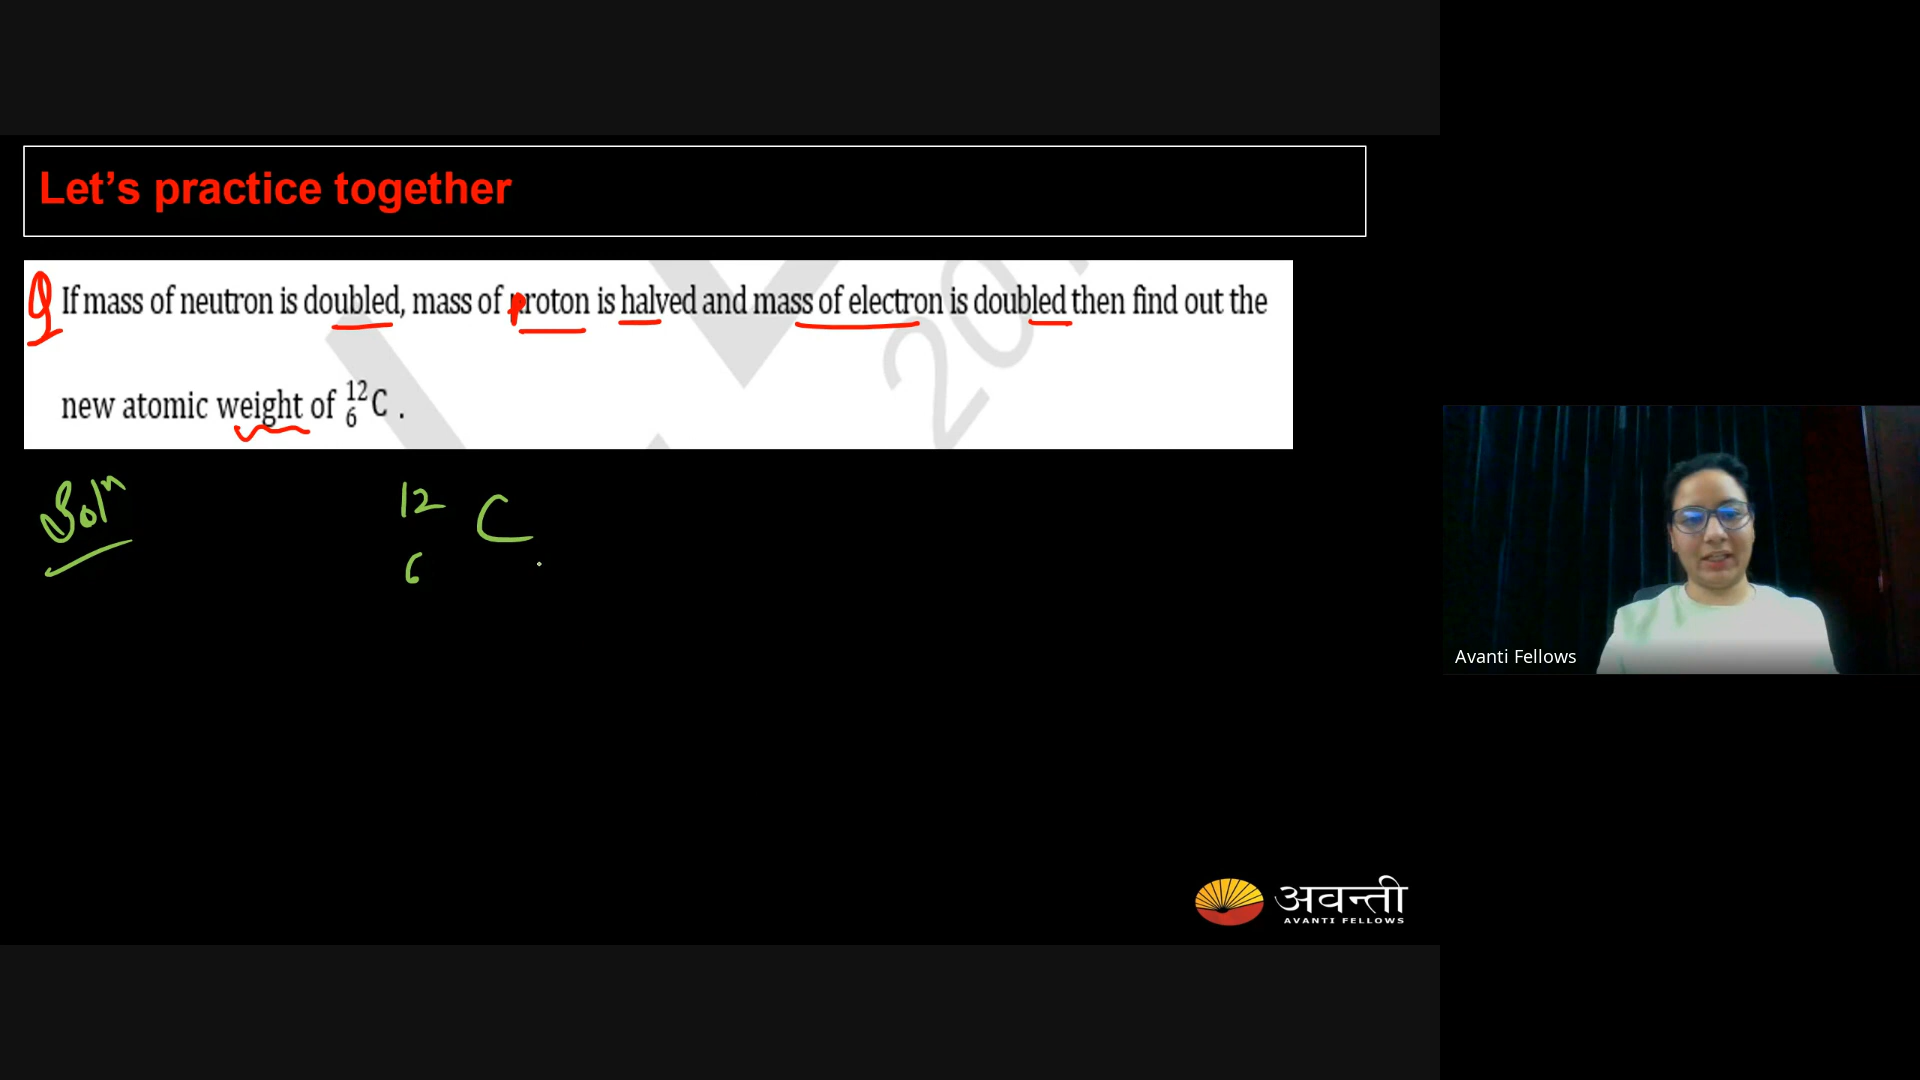 Let's practice together
Q If mass of neutron is doubled, mass of proton is halved and mass of electron is doubled then find out the
new atomic weight of ¹²₆C .
Solⁿ
12
6
C
Avanti Fellows
अवन्ती
AVANTI FELLOWS